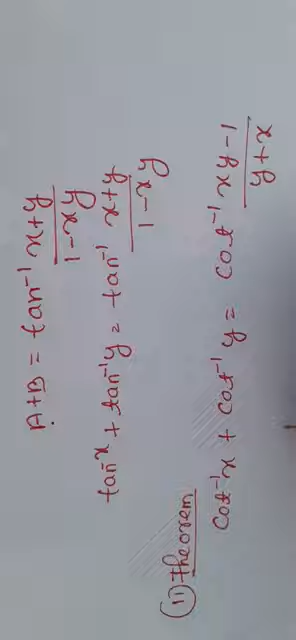 A+B = tan⁻¹ x+y / 1-xy
tan⁻x + tan⁻¹y = tan⁻¹ x+y / 1-xy
(ii) theorem
cot⁻¹x + cot⁻¹y = cot⁻¹ xy-1 / y+x